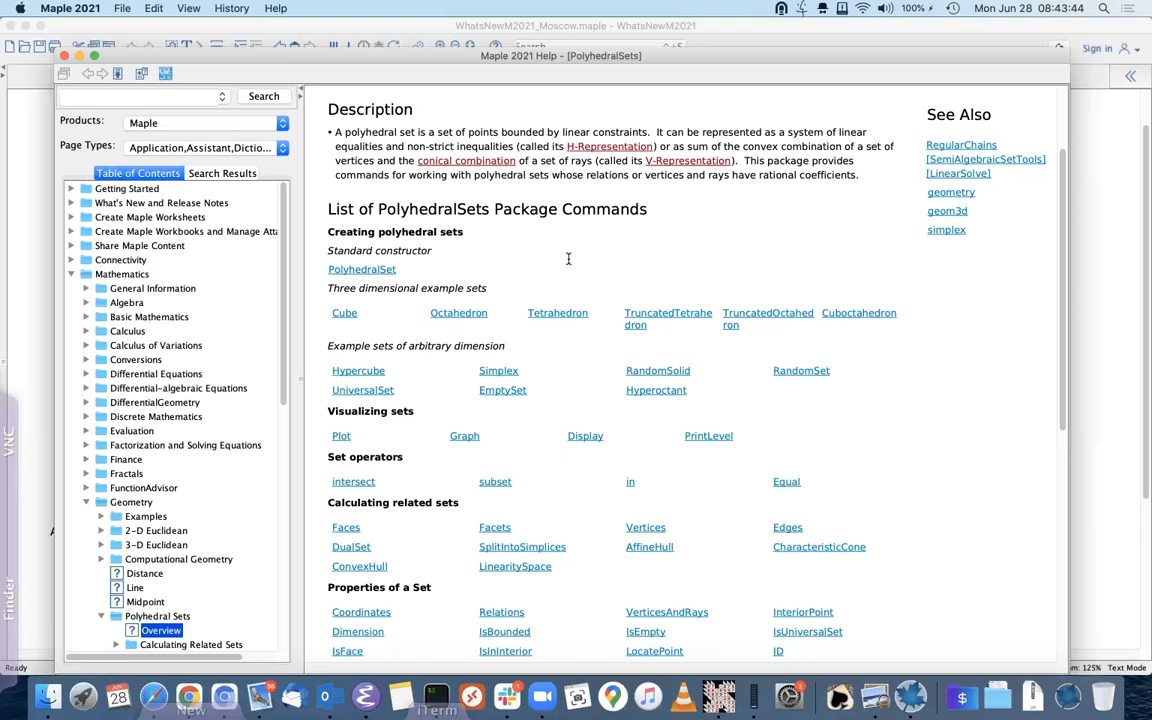 Maple 2021 File Edit View History Help 100% Mon Jun 28 08:43:44
WhatsNewM2021_Moscow.maple - WhatsNewM2021
Sign in
Maple 2021 Help - [PolyhedralSets]
Search
Products: Maple
Page Types: Application,Assistant,Dictio...
Table of Contents Search Results
Getting Started
What's New and Release Notes
Create Maple Worksheets
Create Maple Workbooks and Manage Atta
Share Maple Content
Connectivity
Mathematics
General Information
Algebra
Basic Mathematics
Calculus
Calculus of Variations
Conversions
Differential Equations
Differential-algebraic Equations
DifferentialGeometry
Discrete Mathematics
Evaluation
Factorization and Solving Equations
Finance
Fractals
FunctionAdvisor
Geometry
Examples
2-D Euclidean
3-D Euclidean
Computational Geometry
Distance
Line
Midpoint
Polyhedral Sets
Overview
Calculating Related Sets
Description
• A polyhedral set is a set of points bounded by linear constraints. It can be represented as a system of linear
equalities and non-strict inequalities (called its H-Representation) or as sum of the convex combination of a set of
vertices and the conical combination of a set of rays (called its V-Representation). This package provides
commands for working with polyhedral sets whose relations or vertices and rays have rational coefficients.
List of PolyhedralSets Package Commands
Creating polyhedral sets
Standard constructor
PolyhedralSet
Three dimensional example sets
Cube Octahedron Tetrahedron TruncatedTetrahe TruncatedOctahed Cuboctahedron
dron ron
Example sets of arbitrary dimension
Hypercube Simplex RandomSolid RandomSet
UniversalSet EmptySet Hyperoctant
Visualizing sets
Plot Graph Display PrintLevel
Set operators
intersect subset in Equal
Calculating related sets
Faces Facets Vertices Edges
DualSet SplitIntoSimplices AffineHull CharacteristicCone
ConvexHull LinearitySpace
Properties of a Set
Coordinates Relations VerticesAndRays InteriorPoint
Dimension IsBounded IsEmpty IsUniversalSet
IsFace IsInInterior LocatePoint ID
See Also
RegularChains
[SemiAlgebraicSetTools]
[LinearSolve]
geometry
geom3d
simplex
VNC
Finder
Ready
m: 125% Text Mode
New
iTerm